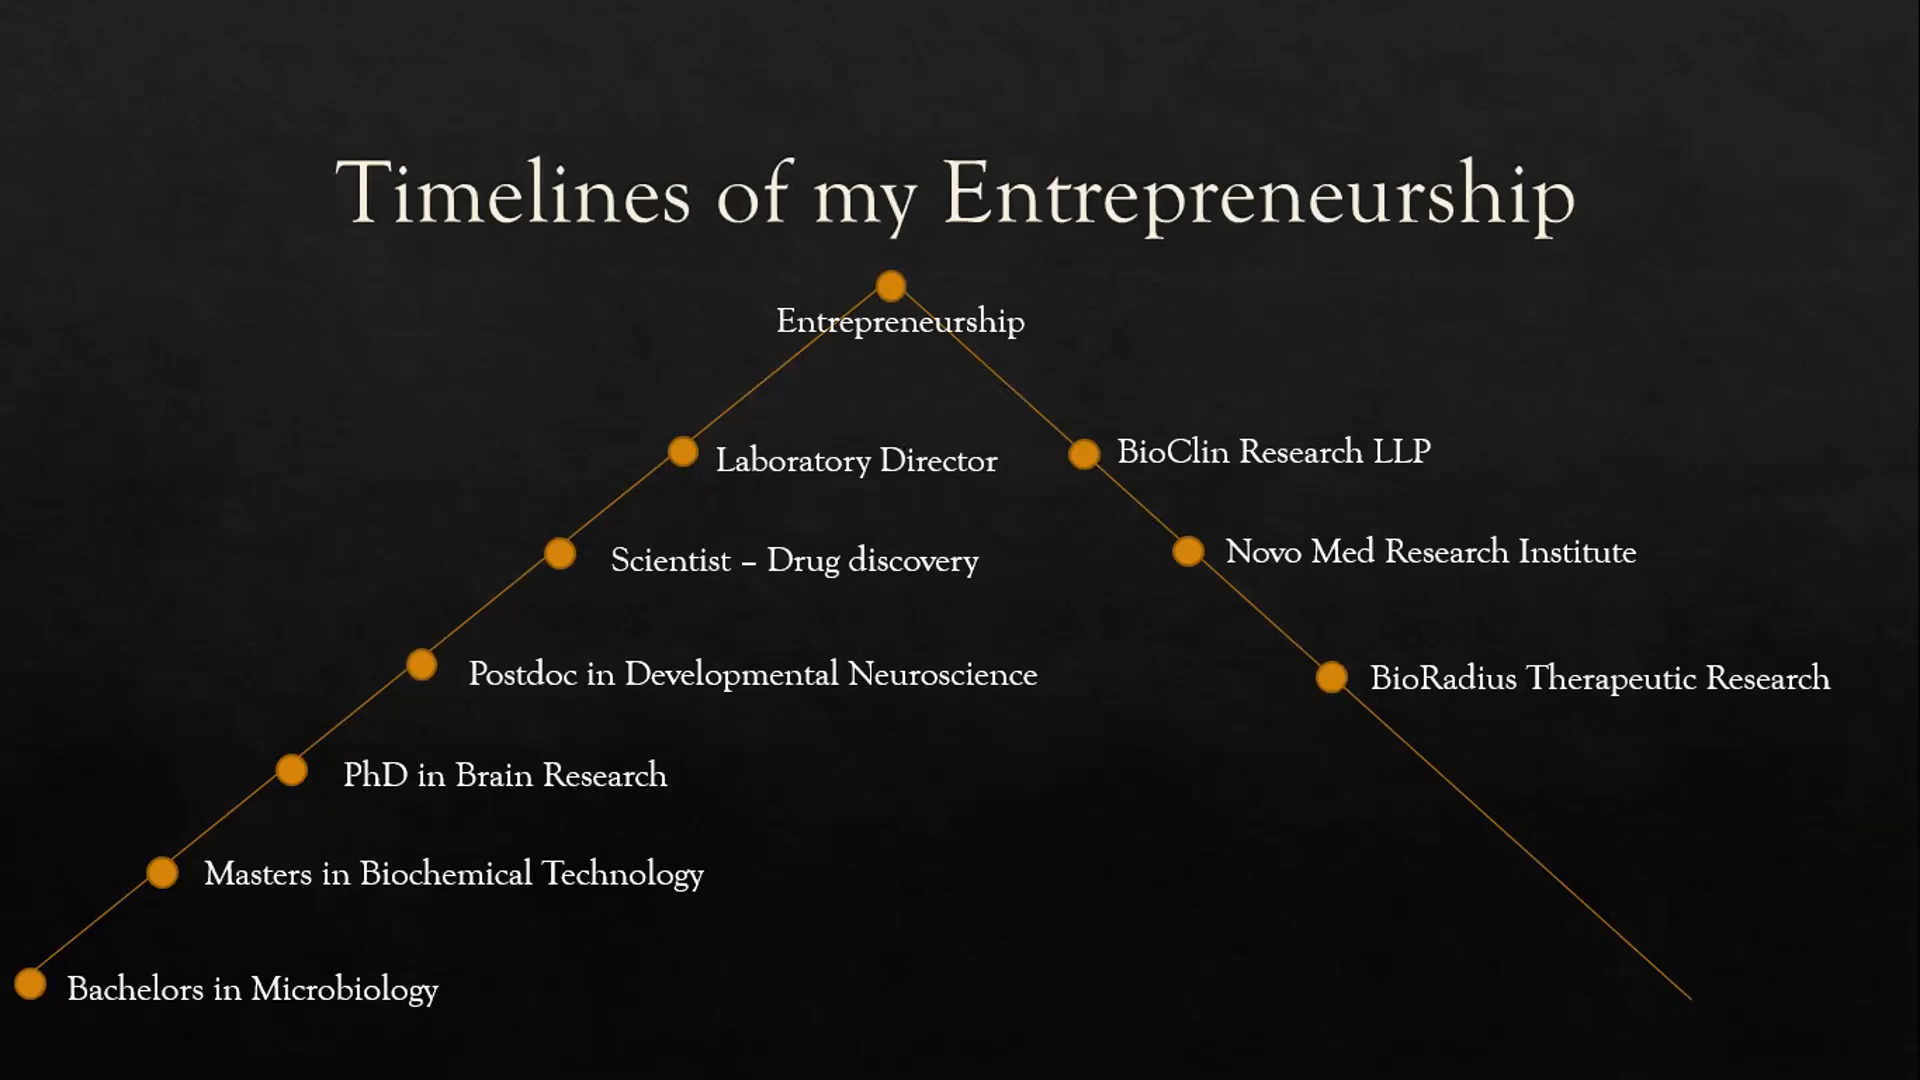 Timelines of my Entrepreneurship
Entrepreneurship
Laboratory Director
BioClin Research LLP
Scientist – Drug discovery
Novo Med Research Institute
Postdoc in Developmental Neuroscience
BioRadius Therapeutic Research
PhD in Brain Research
Masters in Biochemical Technology
Bachelors in Microbiology